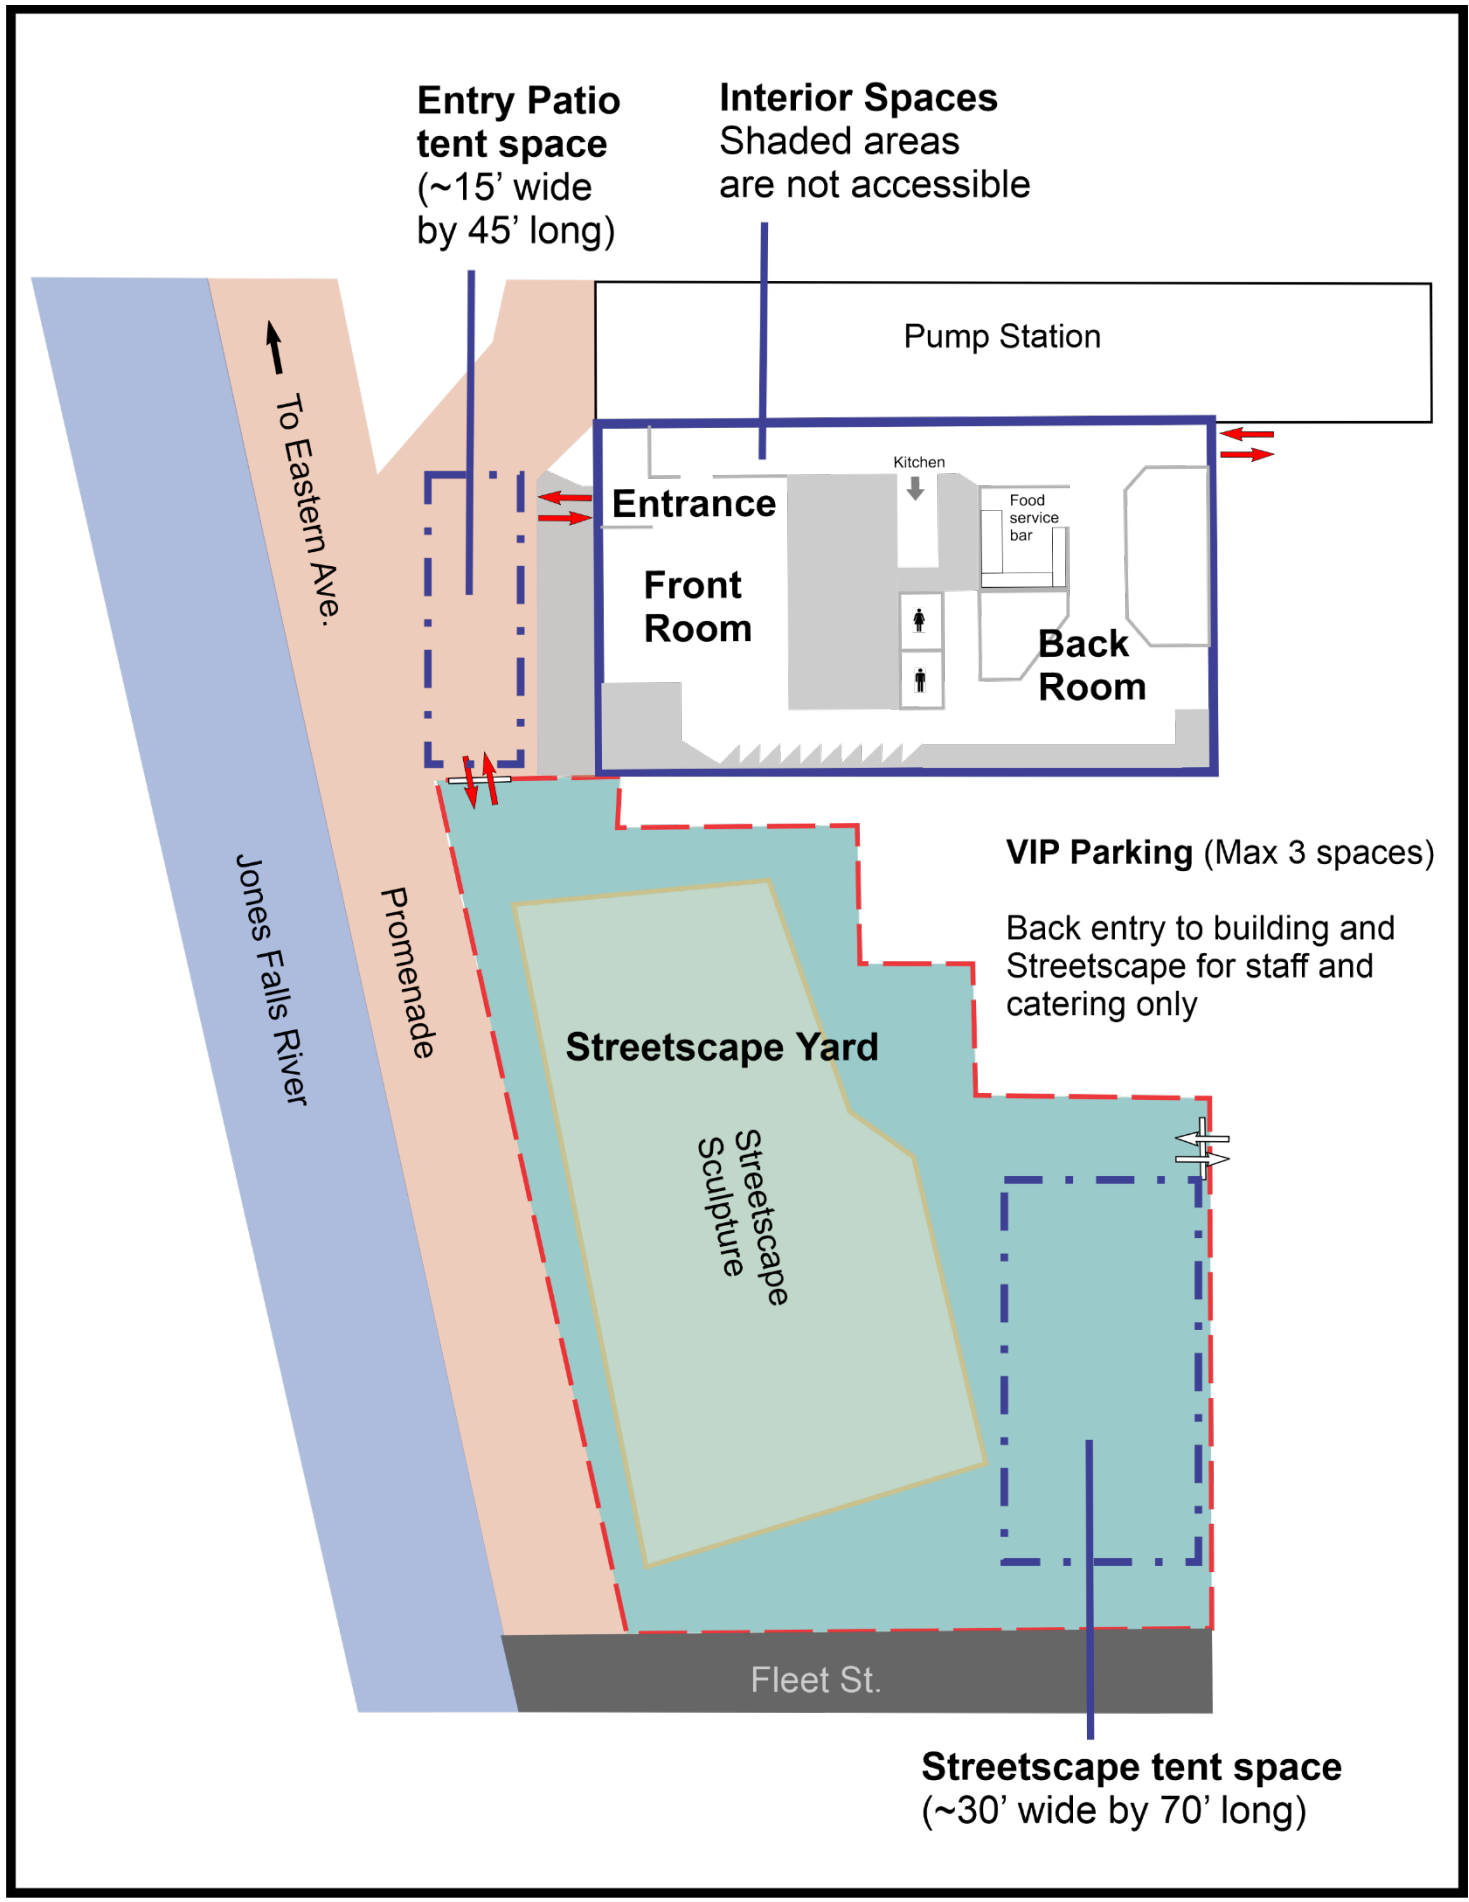 Entry Patio
tent space
(~15’ wide
by 45’ long)
Interior Spaces
Shaded areas
are not accessible
Pump Station
To Eastern Ave.
Kitchen
Entrance
Food
service
bar
Front
Room
Back
Room
VIP Parking (Max 3 spaces)
Back entry to building and
Streetscape for staff and
catering only
Jones Falls River
Promenade
Streetscape Yard
Streetscape
Sculpture
Fleet St.
Streetscape tent space
(~30’ wide by 70’ long)